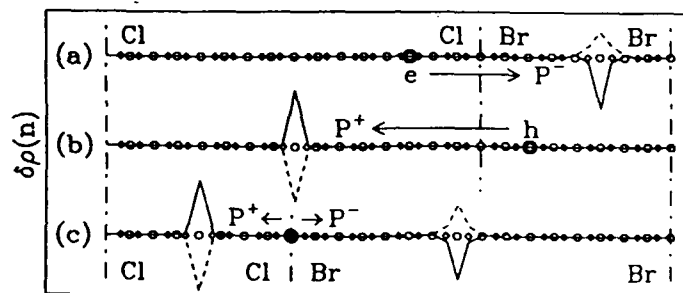 Cl Cl Br Br
(a)
e P⁻
δρ(n)
P⁺ h
(b)
P⁺ P⁻
(c)
Cl Cl Br Br